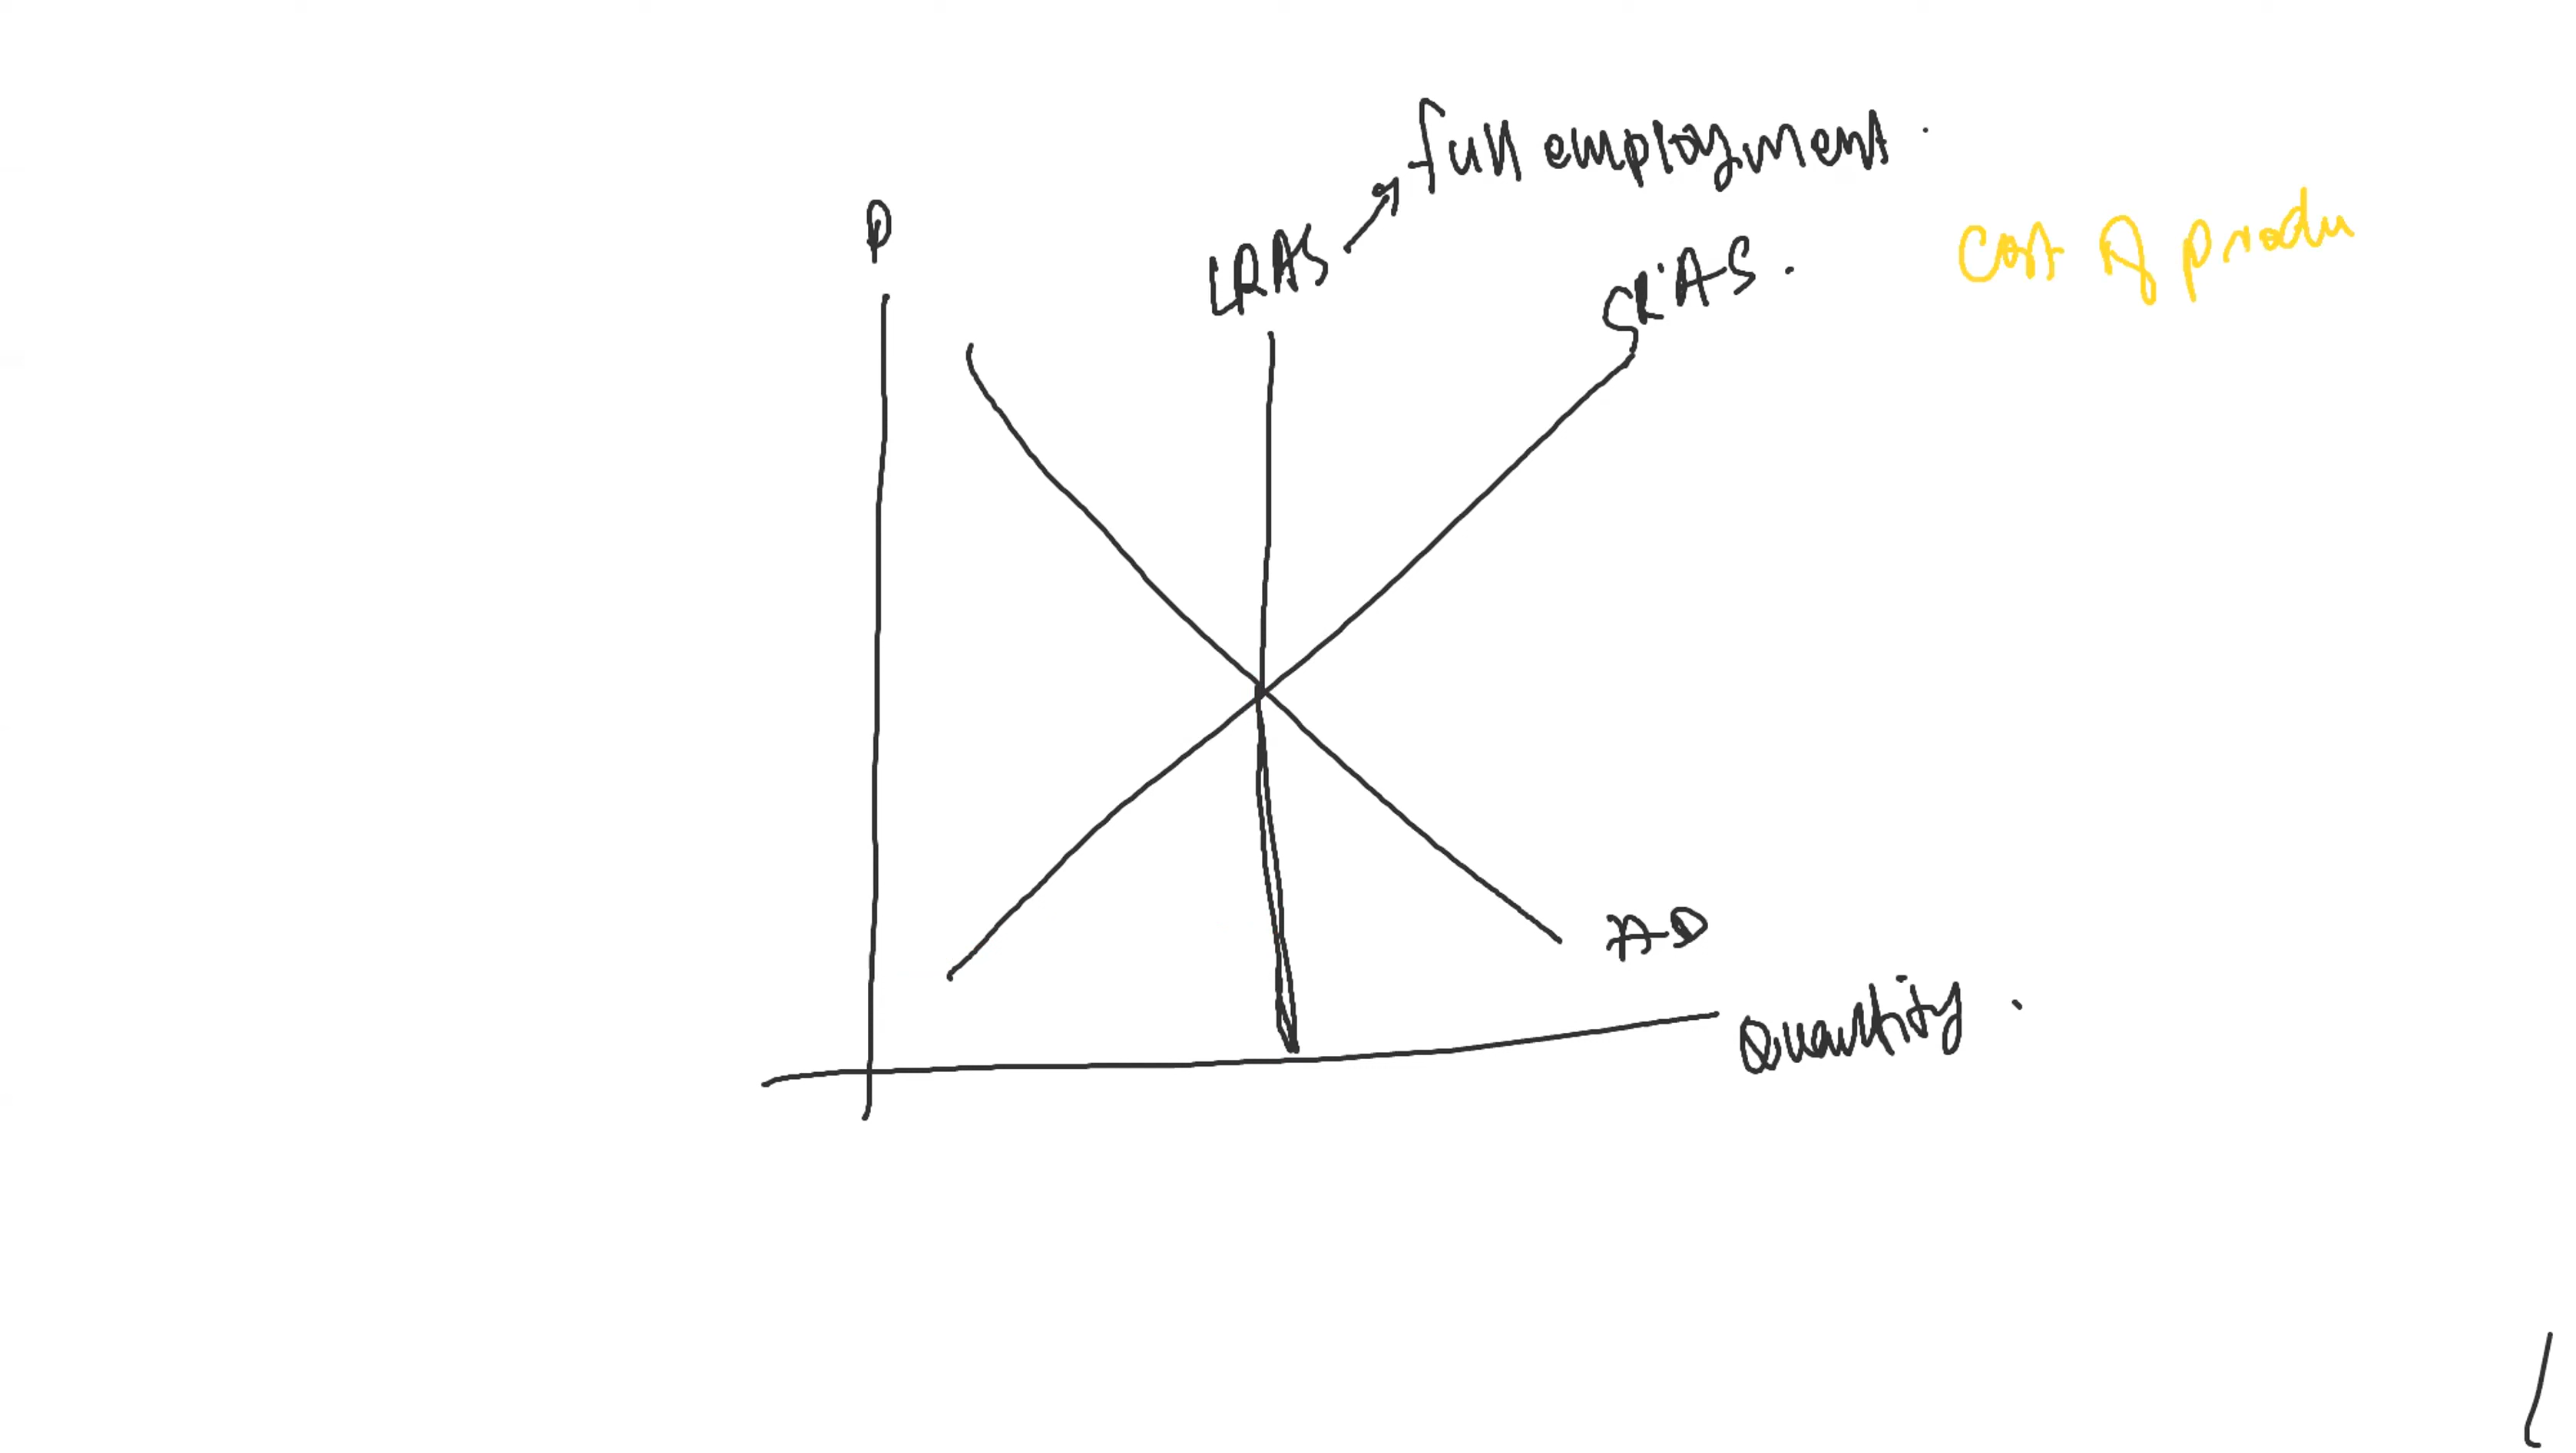 full employment.
P
LRAS
SRAS.
Cost of produ
AD
Quantity.